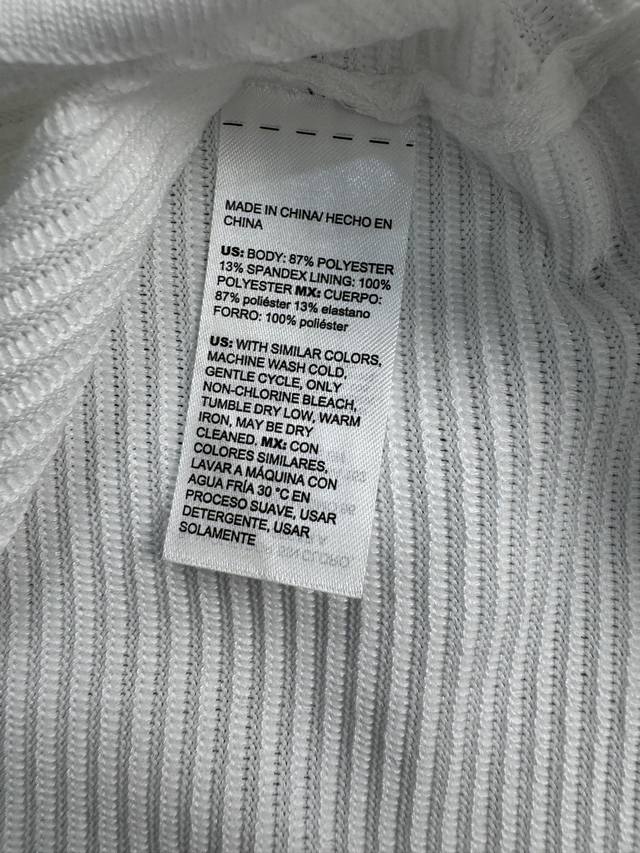 MADE IN CHINA/ HECHO EN
CHINA
US: BODY: 87% POLYESTER
13% SPANDEX LINING: 100%
POLYESTER MX: CUERPO:
87% poliéster 13% elastano
FORRO: 100% poliéster
US: WITH SIMILAR COLORS,
MACHINE WASH COLD,
GENTLE CYCLE, ONLY
NON-CHLORINE BLEACH,
TUMBLE DRY LOW, WARM
IRON, MAY BE DRY
CLEANED. MX: CON
COLORES SIMILARES,
LAVAR A MÁQUINA CON
AGUA FRÍA 30 °C EN
PROCESO SUAVE, USAR
DETERGENTE, USAR
SOLAMENTE